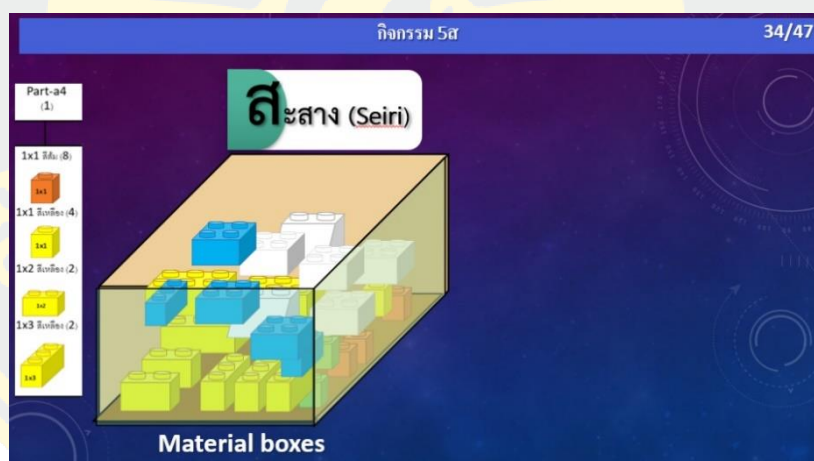 กิจกรรม 5ส
34/47
สะสาง (Seiri)
Part-a4
(1)
1x1 สีส้ม (8)
1x1
1x1 สีเหลือง (4)
1x1
1x2 สีเหลือง (2)
1x2
1x3 สีเหลือง (2)
1x3
Material boxes